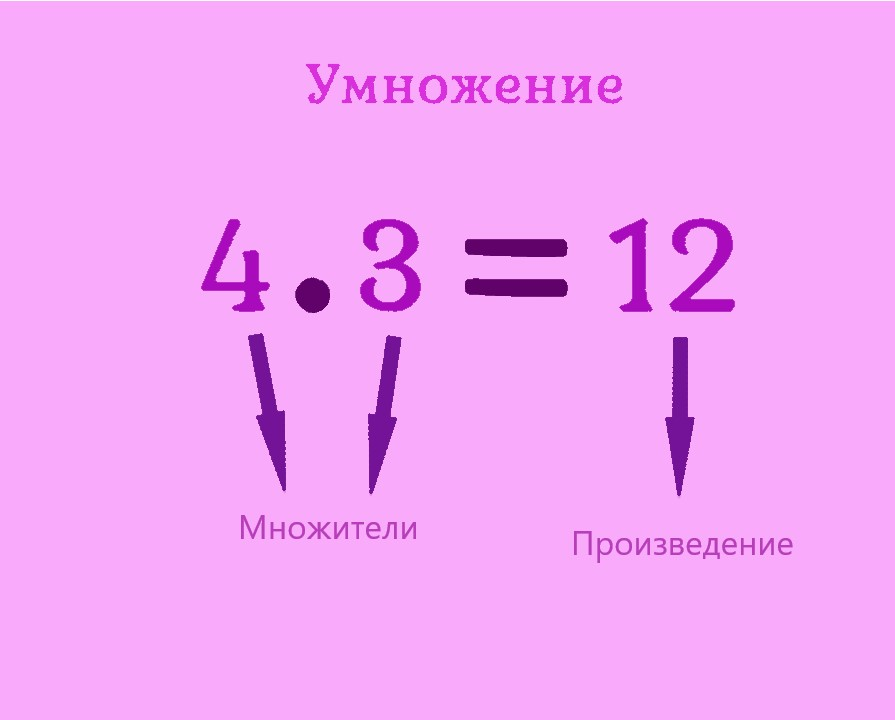 Умножение
4 . 3 = 12
Множители
Произведение